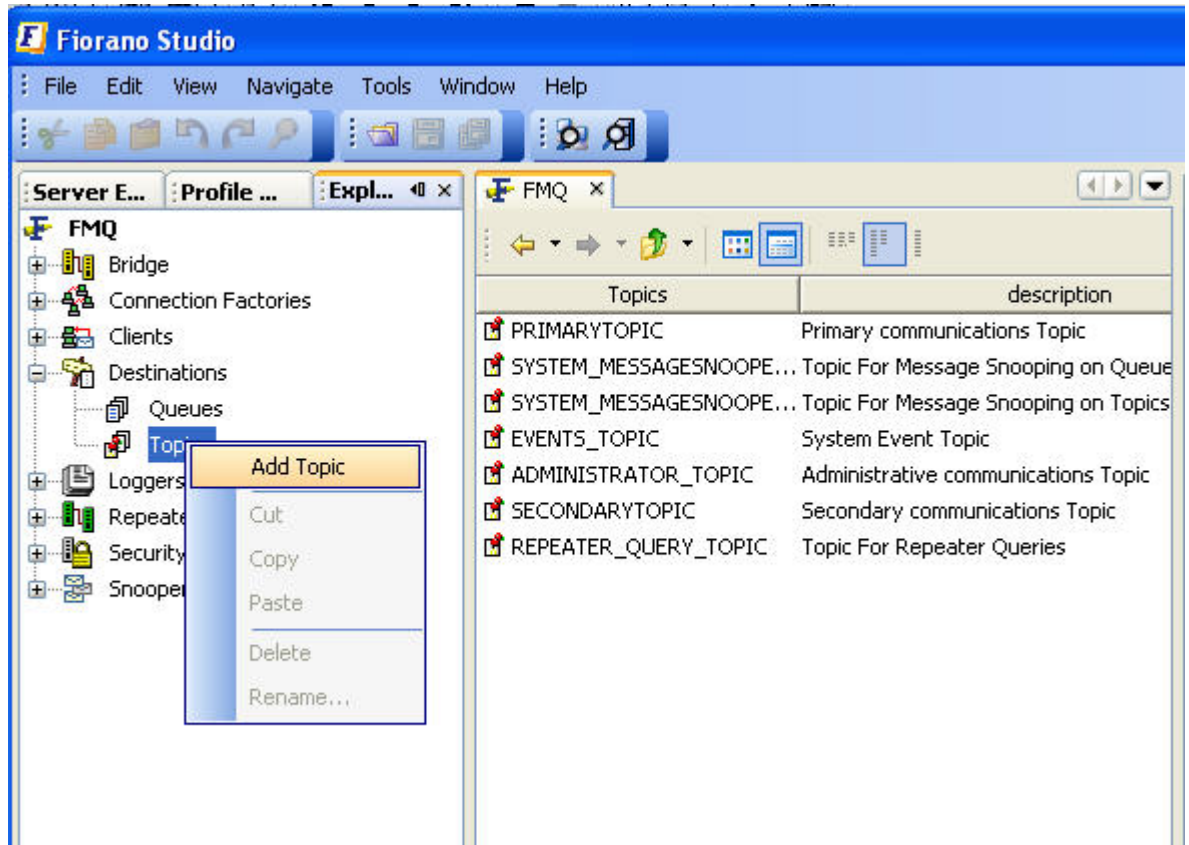 Fiorano Studio
File Edit View Navigate Tools Window Help
Server E... Profile ... Expl...
FMQ
FMQ
Bridge
Connection Factories
Clients
Destinations
Queues
Loggers
Security
Add Topic
Cut
Copy
Paste
Delete
Rename...
Topics description
PRIMARYTOPIC Primary communications Topic
SYSTEM_MESSAGESNOOPE... Topic For Message Snooping on Queue
SYSTEM_MESSAGESNOOPE... Topic For Message Snooping on Topics
EVENTS_TOPIC System Event Topic
ADMINISTRATOR_TOPIC Administrative communications Topic
SECONDARYTOPIC Secondary communications Topic
REPEATER_QUERY_TOPIC Topic For Repeater Queries